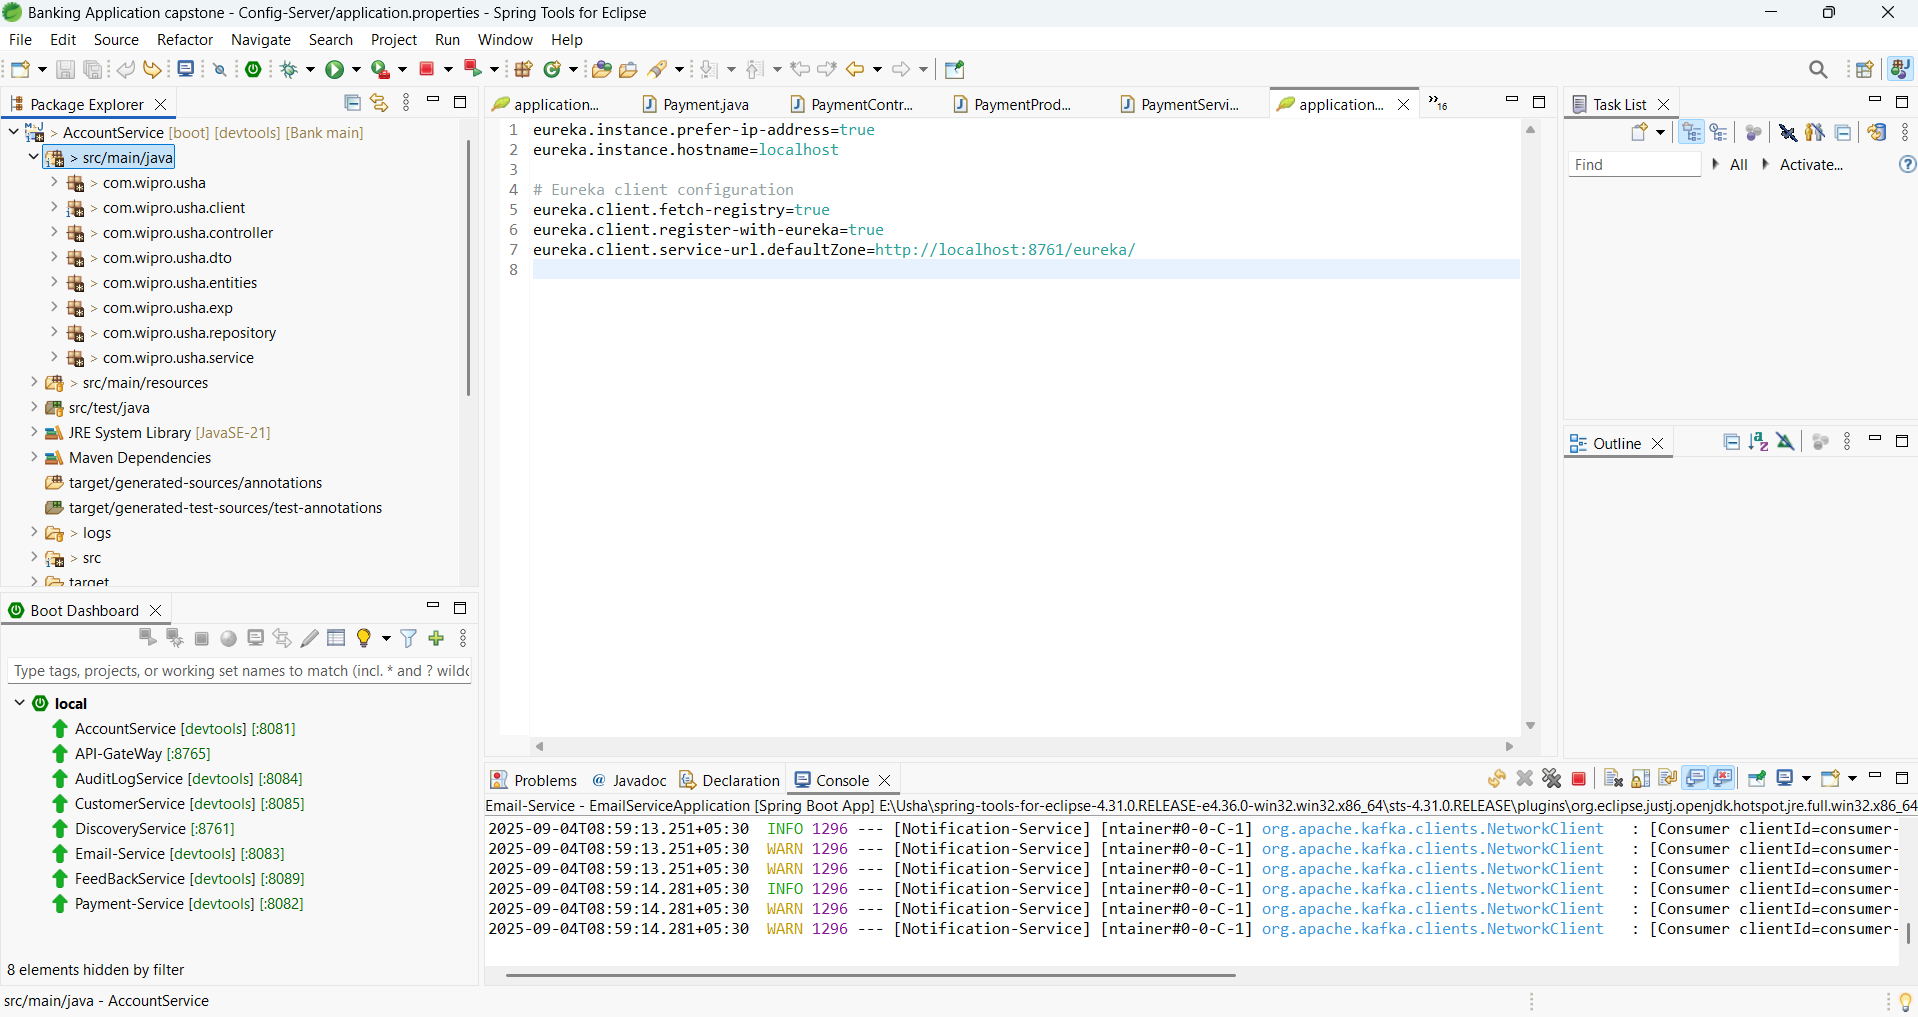 Banking Application capstone - Config-Server/application.properties - Spring Tools for Eclipse
File Edit Source Refactor Navigate Search Project Run Window Help
Package Explorer
> AccountService [boot] [devtools] [Bank main]
> src/main/java
> com.wipro.usha
> com.wipro.usha.client
> com.wipro.usha.controller
> com.wipro.usha.dto
> com.wipro.usha.entities
> com.wipro.usha.exp
> com.wipro.usha.repository
> com.wipro.usha.service
> src/main/resources
src/test/java
JRE System Library [JavaSE-21]
Maven Dependencies
target/generated-sources/annotations
target/generated-test-sources/test-annotations
> logs
> src
target
Boot Dashboard
Type tags, projects, or working set names to match (incl. * and ? wildc
local
AccountService [devtools] [:8081]
API-GateWay [:8765]
AuditLogService [devtools] [:8084]
CustomerService [devtools] [:8085]
DiscoveryService [:8761]
Email-Service [devtools] [:8083]
FeedBackService [devtools] [:8089]
Payment-Service [devtools] [:8082]
8 elements hidden by filter
application... Payment.java PaymentContr... PaymentProd... PaymentServi... application... »16
1 eureka.instance.prefer-ip-address=true
2 eureka.instance.hostname=localhost
3
4 # Eureka client configuration
5 eureka.client.fetch-registry=true
6 eureka.client.register-with-eureka=true
7 eureka.client.service-url.defaultZone=http://localhost:8761/eureka/
8
Task List
Find All Activate...
Outline
Problems @ Javadoc Declaration Console
Email-Service - EmailServiceApplication [Spring Boot App] E:\Usha\spring-tools-for-eclipse-4.31.0.RELEASE-e4.36.0-win32.win32.x86_64\sts-4.31.0.RELEASE\plugins\org.eclipse.justj.openjdk.hotspot.jre.full.win32.x86_64
2025-09-04T08:59:13.251+05:30 INFO 1296 --- [Notification-Service] [ntainer#0-0-C-1] org.apache.kafka.clients.NetworkClient : [Consumer clientId=consumer-
2025-09-04T08:59:13.251+05:30 WARN 1296 --- [Notification-Service] [ntainer#0-0-C-1] org.apache.kafka.clients.NetworkClient : [Consumer clientId=consumer-
2025-09-04T08:59:13.251+05:30 WARN 1296 --- [Notification-Service] [ntainer#0-0-C-1] org.apache.kafka.clients.NetworkClient : [Consumer clientId=consumer-
2025-09-04T08:59:14.281+05:30 INFO 1296 --- [Notification-Service] [ntainer#0-0-C-1] org.apache.kafka.clients.NetworkClient : [Consumer clientId=consumer-
2025-09-04T08:59:14.281+05:30 WARN 1296 --- [Notification-Service] [ntainer#0-0-C-1] org.apache.kafka.clients.NetworkClient : [Consumer clientId=consumer-
2025-09-04T08:59:14.281+05:30 WARN 1296 --- [Notification-Service] [ntainer#0-0-C-1] org.apache.kafka.clients.NetworkClient : [Consumer clientId=consumer-
src/main/java - AccountService